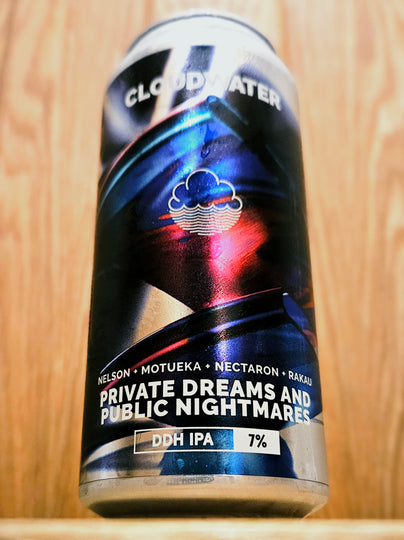 CLOUDWATER
NELSON + MOTUEKA + NECTARON + RAKAU
PRIVATE DREAMS AND
PUBLIC NIGHTMARES
DDH IPA 7%